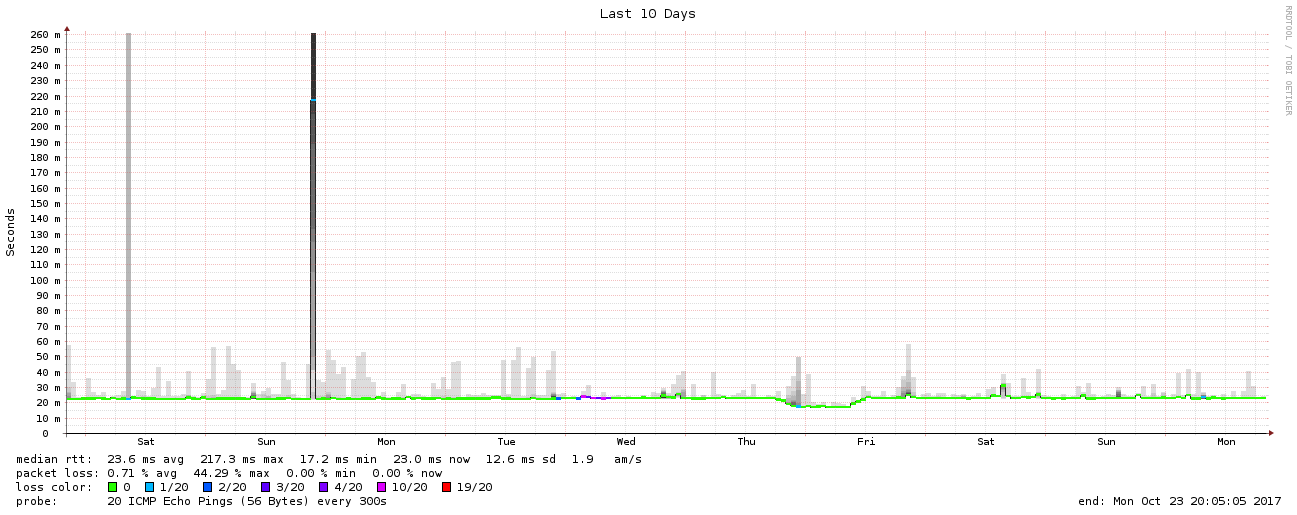 Last 10 Days
RRDTOOL / TOBI OETIKER
Seconds
260 m
250 m
240 m
230 m
220 m
210 m
200 m
190 m
180 m
170 m
160 m
150 m
140 m
130 m
120 m
110 m
100 m
90 m
80 m
70 m
60 m
50 m
40 m
30 m
20 m
10 m
0
Sat Sun Mon Tue Wed Thu Fri Sat Sun Mon
median rtt: 23.6 ms avg 217.3 ms max 17.2 ms min 23.0 ms now 12.6 ms sd 1.9 am/s
packet loss: 0.71 % avg 44.29 % max 0.00 % min 0.00 % now
loss color: 0 1/20 2/20 3/20 4/20 10/20 19/20
probe: 20 ICMP Echo Pings (56 Bytes) every 300s end: Mon Oct 23 20:05:05 2017